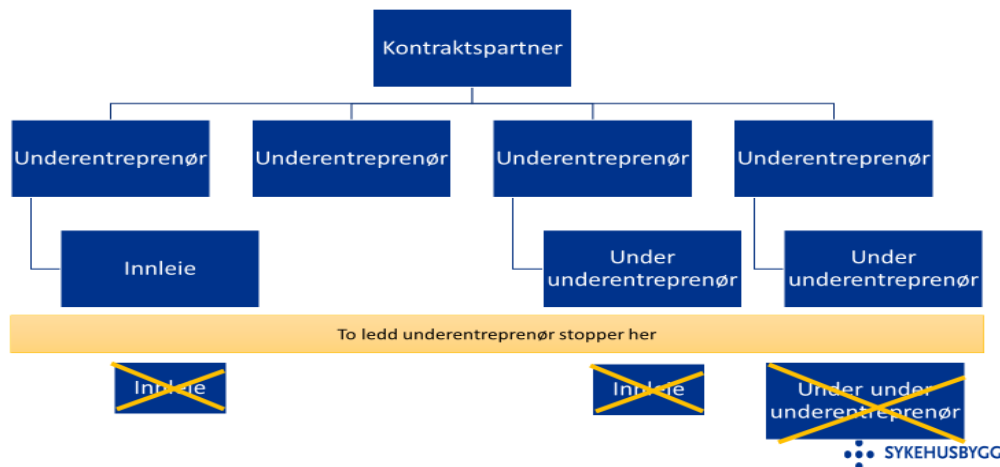 Kontraktspartner
Underentreprenør
Underentreprenør
Underentreprenør
Underentreprenør
Innleie
Under
underentreprenør
Under
underentreprenør
To ledd underentreprenør stopper her
Innleie
Innleie
Under under
underentreprenør
SYKEHUSBYGG